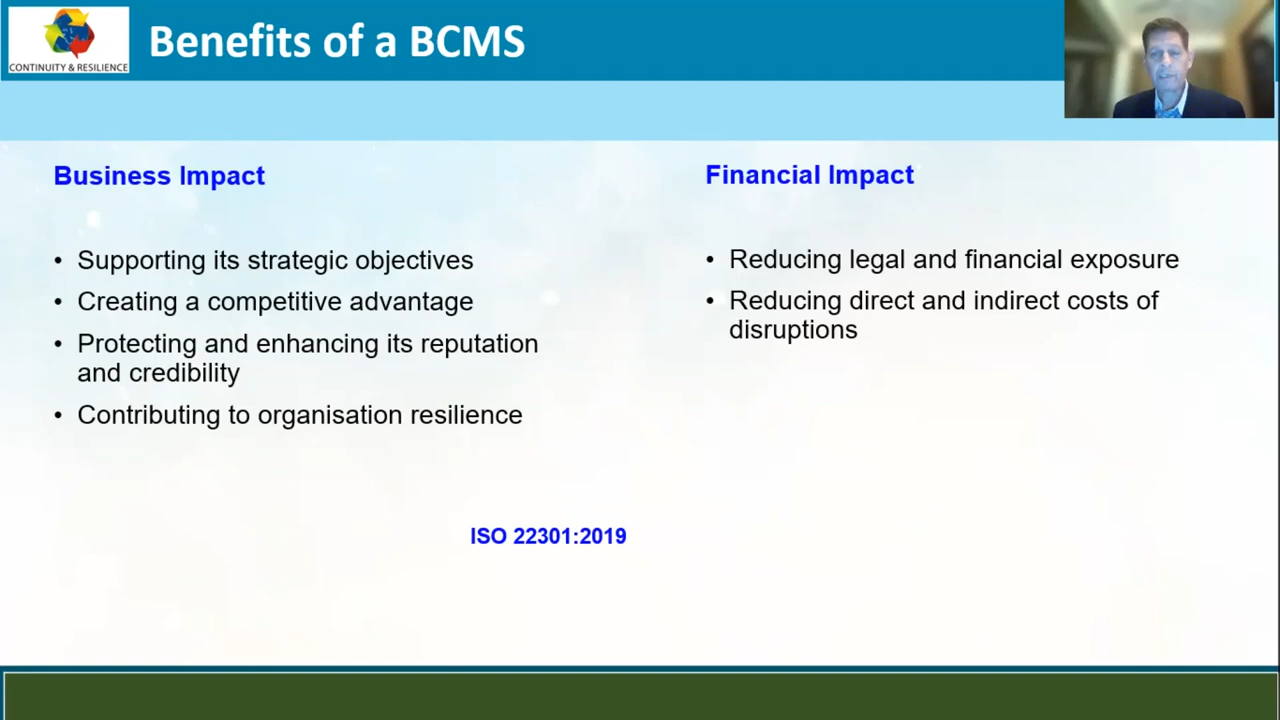 CONTINUITY & RESILIENCE
Benefits of a BCMS
Business Impact
• Supporting its strategic objectives
• Creating a competitive advantage
• Protecting and enhancing its reputation
and credibility
• Contributing to organisation resilience
Financial Impact
• Reducing legal and financial exposure
• Reducing direct and indirect costs of
disruptions
ISO 22301:2019